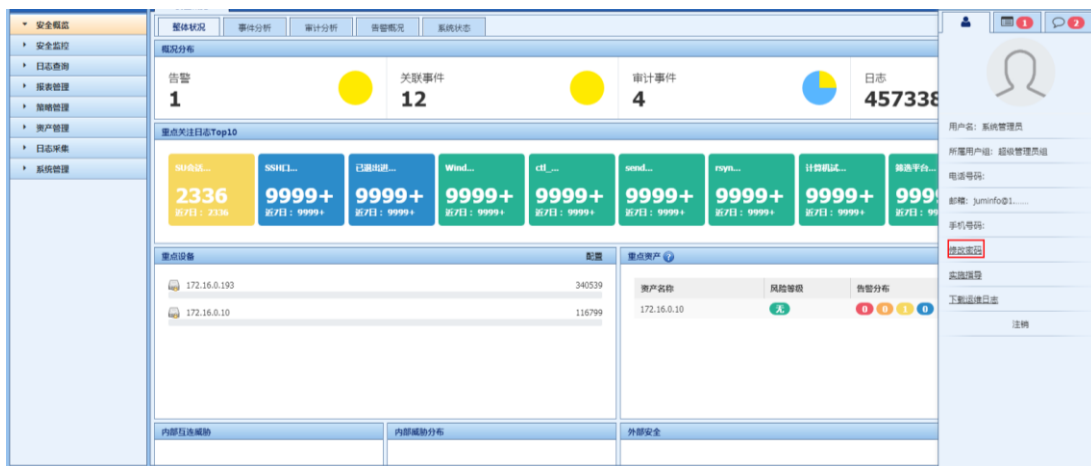 安全概览
安全监控
日志查询
报表管理
策略管理
资产管理
日志采集
系统管理
整体状况 事件分析 审计分析 告警概况 系统状态
概况分布
告警 关联事件 审计事件 日志
1 12 4 457338
重点关注日志Top10
SU会话... SSH口... 已退出进... Wind... ctl_... send... rsyn... 计算机试... 筛选平台...
2336 9999+ 9999+ 9999+ 9999+ 9999+ 9999+ 9999+ 999
近7日: 2336 近7日: 9999+ 近7日: 9999+ 近7日: 9999+ 近7日: 9999+ 近7日: 9999+ 近7日: 9999+ 近7日: 9999+ 近7日: 9999+
重点设备 配置 重点资产
172.16.0.193 340539
172.16.0.10 116799
资产名称 风险等级 告警分布
172.16.0.10 无 0 0 1 0
内部互连威胁 内部威胁分布 外部安全
1 2
用户名: 系统管理员
所属用户组: 超级管理员组
电话号码:
邮箱: juminfo@1......
手机号码:
修改密码
实施指导
下载运维日志
注销